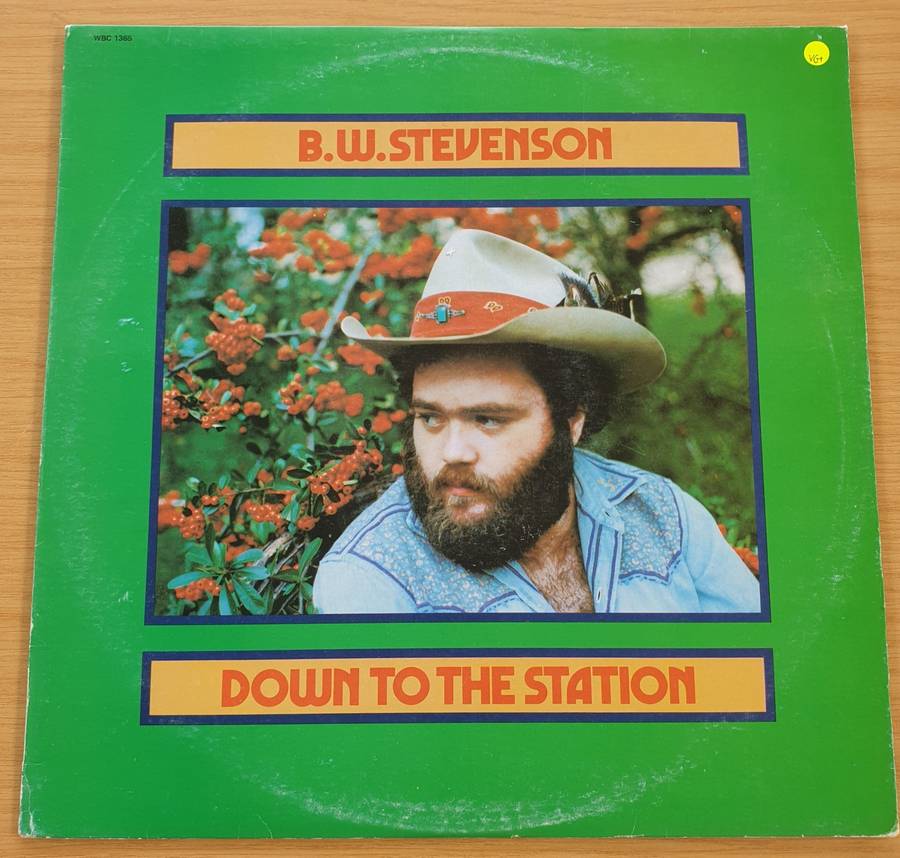 WBC 1365
VG+
B.W.STEVENSON
DOWN TO THE STATION